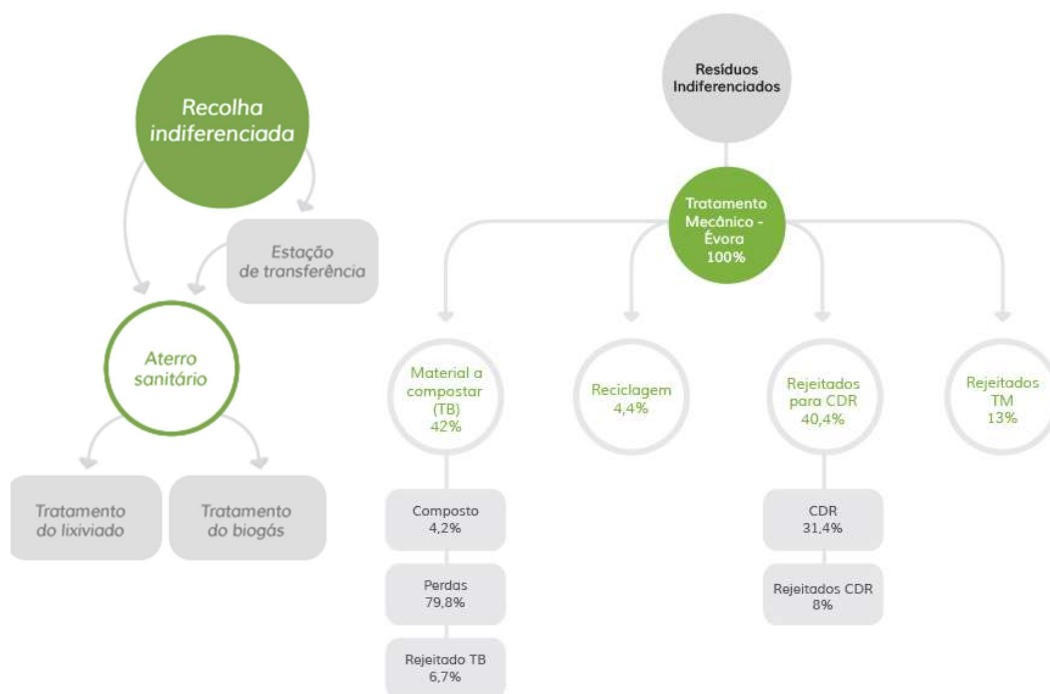 Recolha
indiferenciada
Estação
de transferência
Aterro
sanitário
Tratamento
do lixiviado
Tratamento
do biogás
Resíduos
Indiferenciados
Tratamento
Mecânico -
Évora
100%
Material a
compostar
(TB)
42%
Reciclagem
4,4%
Rejeitados
para CDR
40,4%
Rejeitados
TM
13%
Composto
4,2%
Perdas
79,8%
Rejeitado TB
6,7%
CDR
31,4%
Rejeitados CDR
8%